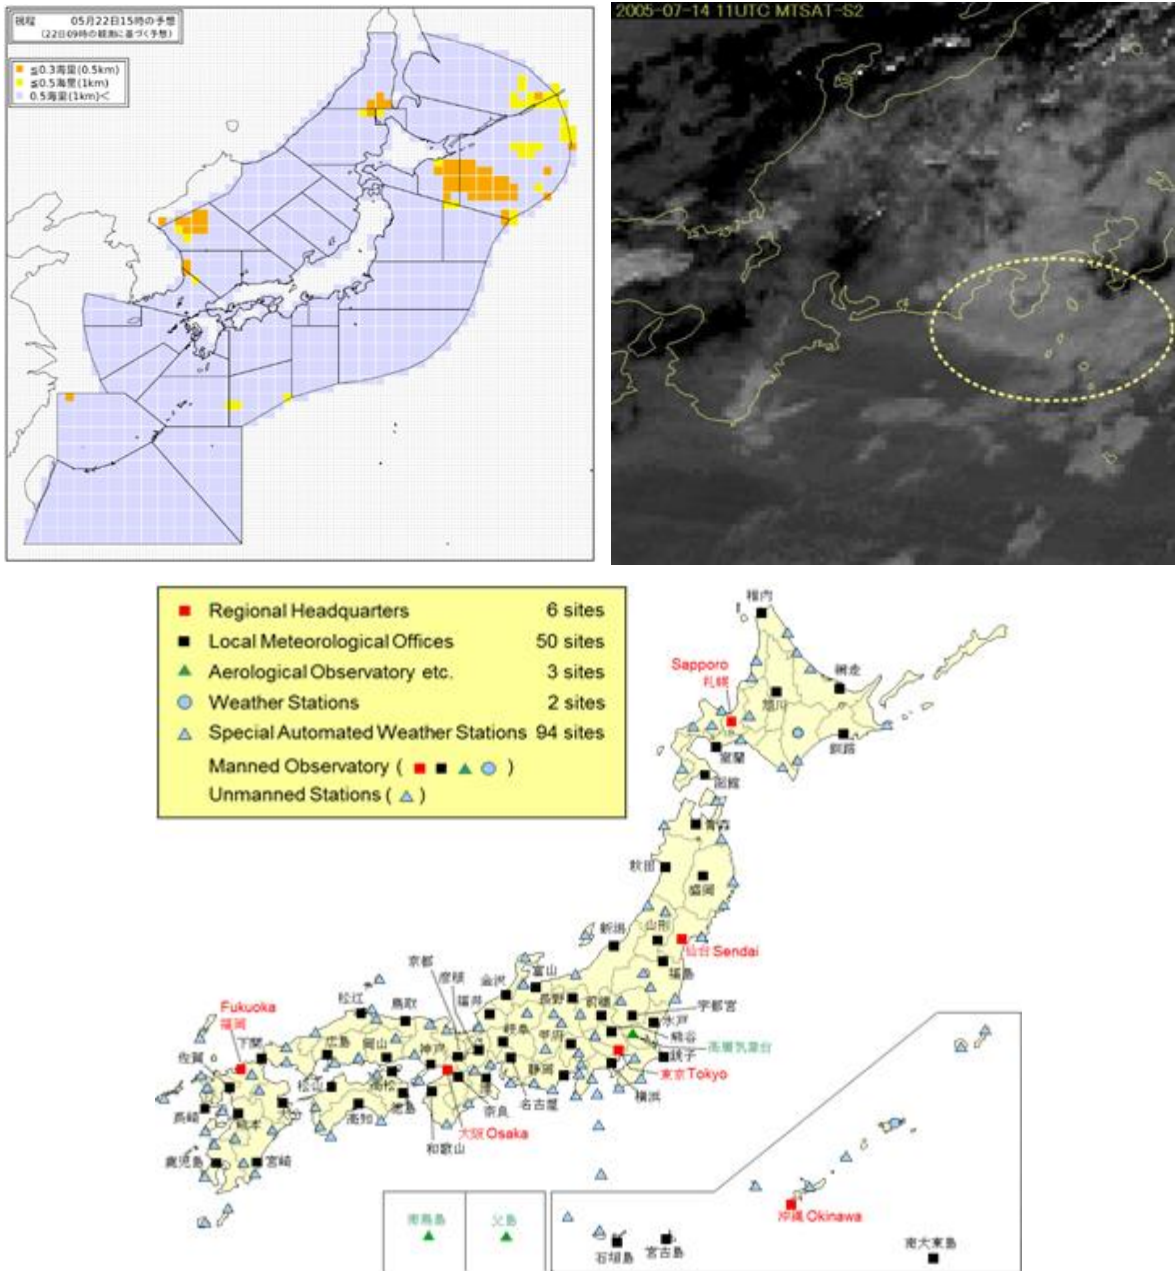 視程 05月22日15時の予想
(22日09時の観測に基づく予想)
≦0.3海里(0.5km)
≦0.5海里(1km)
0.5海里(1km)<
2005-07-14 11UTC MTSAT-S2
Regional Headquarters 6 sites
Local Meteorological Offices 50 sites
Aerological Observatory etc. 3 sites
Weather Stations 2 sites
Special Automated Weather Stations 94 sites
Manned Observatory ( )
Unmanned Stations ( )
稚内
Sapporo
札幌
網走
旭川
釧路
室蘭
函館
青森
秋田
盛岡
新潟
山形
仙台 Sendai
福島
京都
彦根
金沢
富山
福井
長野
前橋
宇都宮
水戸
熊谷
高層気象台
銚子
東京 Tokyo
横浜
岐阜
甲府
静岡
名古屋
津
奈良
大阪 Osaka
和歌山
神戸
松江
鳥取
Fukuoka
福岡
下関
広島
岡山
佐賀
松山
高松
徳島
高知
大分
長崎
熊本
鹿児島
宮崎
南鳥島
父島
沖縄 Okinawa
石垣島
宮古島
南大東島